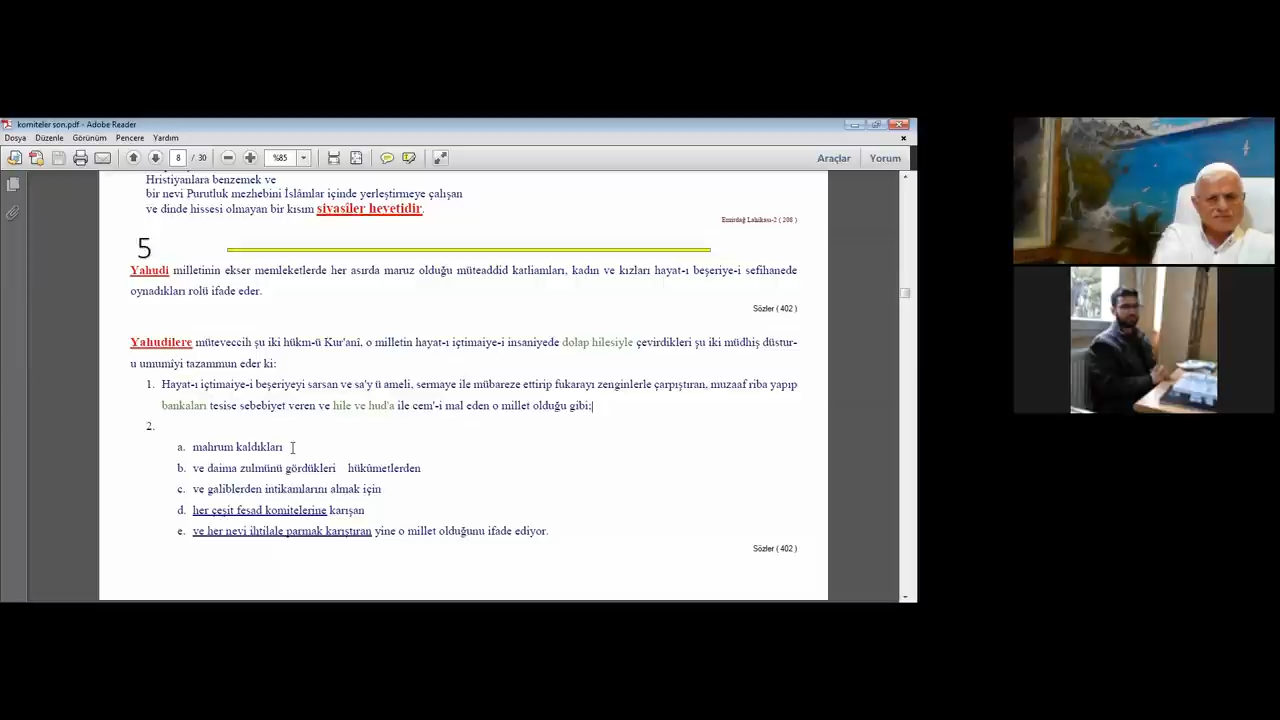 komiteler son.pdf - Adobe Reader
Dosya Düzenle Görünüm Pencere Yardım
8 / 30 %85 Araçlar Yorum
Hristiyanlara benzemek ve
bir nevi Purutluk mezhebini İslâmlar içinde yerleştirmeye çalışan
ve dinde hissesi olmayan bir kısım siyasîler heyetidir.
Emirdağ Lahikası-2 ( 208 )
5
Yahudi milletinin ekser memleketlerde her asırda maruz olduğu müteaddid katliamları, kadın ve kızları hayat-ı beşeriye-i sefihanede
oynadıkları rolü ifade eder.
Sözler ( 402 )
Yahudilere müteveccih şu iki hükm-ü Kur'anî, o milletin hayat-ı içtimaiye-i insaniyede dolap hilesiyle çevirdikleri şu iki müdhiş düstur-
u umumîyi tazammun eder ki:
1. Hayat-ı içtimaiye-i beşeriyeyi sarsan ve sa'y ü ameli, sermaye ile mübareze ettirip fukarayı zenginlerle çarpıştıran, muzaaf riba yapıp
bankaları tesise sebebiyet veren ve hile ve hud'a ile cem'-i mal eden o millet olduğu gibi;
2.
a. mahrum kaldıkları
b. ve daima zulmünü gördükleri hükûmetlerden
c. ve galiblerden intikamlarını almak için
d. her çeşit fesad komitelerine karışan
e. ve her nevi ihtilale parmak karıştıran yine o millet olduğunu ifade ediyor.
Sözler ( 402 )